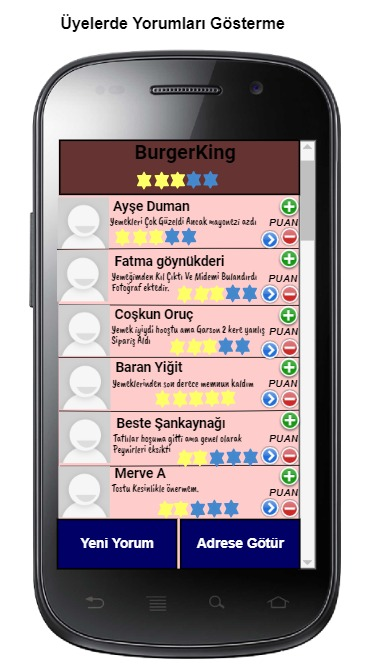 Üyelerde Yorumları Gösterme
BurgerKing
Ayşe Duman
Yemekleri Çok Güzeldi Ancak mayonezi azdı
PUAN
Fatma göynükderi
Yemeğimden Kıl Çıktı Ve Midemi Bulandırdı
Fotoğraf ektedir.
PUAN
Coşkun Oruç
Yemek iyiydi hooştu ama Garson 2 kere yanlış
Sipariş Aldı
PUAN
Baran Yiğit
Yemeklerinden son derece memnun kaldım
PUAN
Beste Şankaynağı
Tatlılar hoşuma gitti ama genel olarak
Peynirleri eksikti
PUAN
Merve A
Tostu Kesinlikle önermem.
PUAN
Yeni Yorum
Adrese Götür